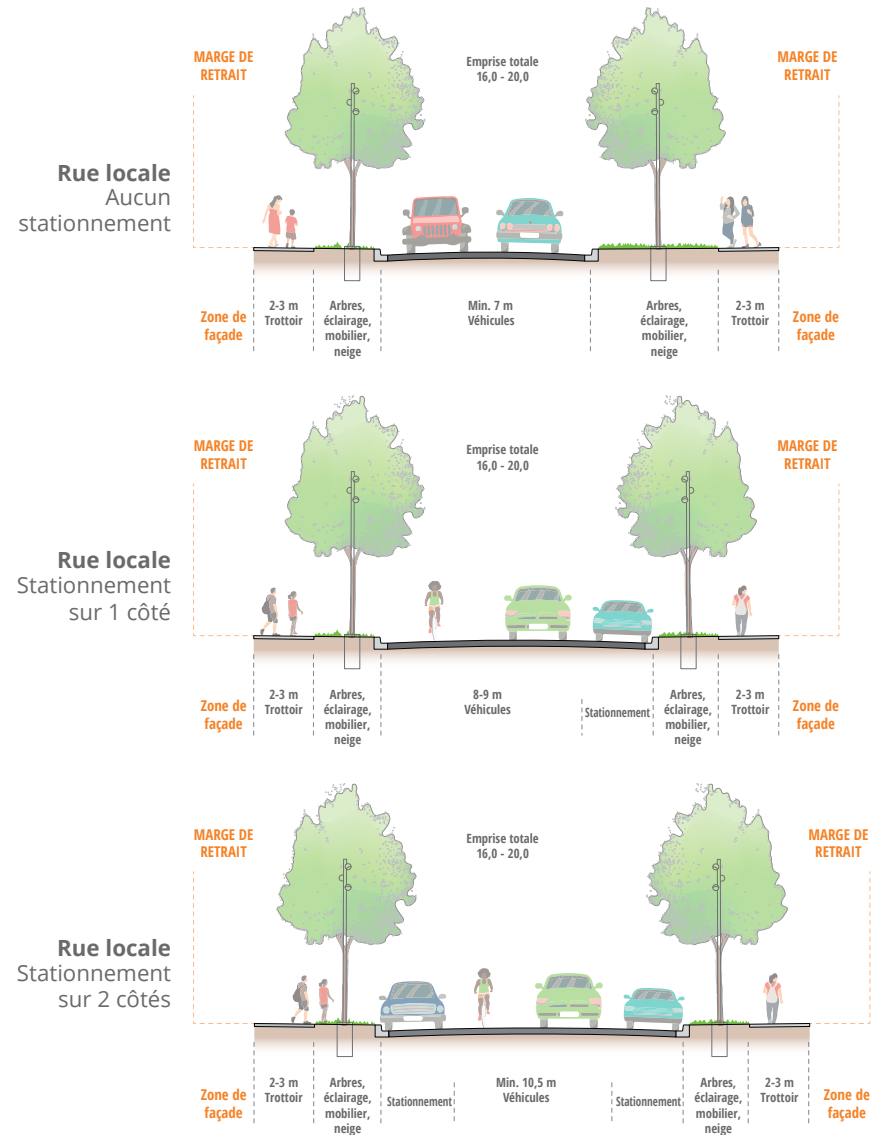 MARGE DE
RETRAIT
Emprise totale
16,0 - 20,0
MARGE DE
RETRAIT
Rue locale
Aucun
stationnement
Zone de
façade
2-3 m
Trottoir
Arbres,
éclairage,
mobilier,
neige
Min. 7 m
Véhicules
Arbres,
éclairage,
mobilier,
neige
2-3 m
Trottoir
Zone de
façade
MARGE DE
RETRAIT
Emprise totale
16,0 - 20,0
MARGE DE
RETRAIT
Rue locale
Stationnement
sur 1 côté
Zone de
façade
2-3 m
Trottoir
Arbres,
éclairage,
mobilier,
neige
8-9 m
Véhicules
Stationnement
Arbres,
éclairage,
mobilier,
neige
2-3 m
Trottoir
Zone de
façade
MARGE DE
RETRAIT
Emprise totale
16,0 - 20,0
MARGE DE
RETRAIT
Rue locale
Stationnement
sur 2 côtés
Zone de
façade
2-3 m
Trottoir
Arbres,
éclairage,
mobilier,
neige
Stationnement
Min. 10,5 m
Véhicules
Stationnement
Arbres,
éclairage,
mobilier,
neige
2-3 m
Trottoir
Zone de
façade